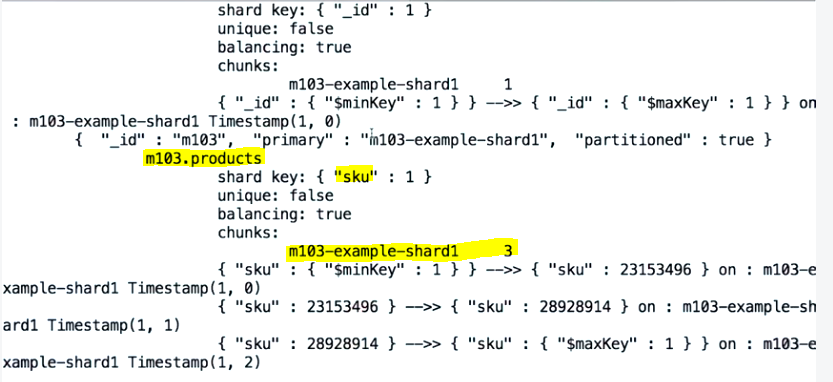 shard key: { "_id" : 1 }
unique: false
balancing: true
chunks:
m103-example-shard1 1
{ "_id" : { "$minKey" : 1 } } -->> { "_id" : { "$maxKey" : 1 } } on
: m103-example-shard1 Timestamp(1, 0)
{ "_id" : "m103", "primary" : "m103-example-shard1", "partitioned" : true }
m103.products
shard key: { "sku" : 1 }
unique: false
balancing: true
chunks:
m103-example-shard1 3
{ "sku" : { "$minKey" : 1 } } -->> { "sku" : 23153496 } on : m103-e
xample-shard1 Timestamp(1, 0)
{ "sku" : 23153496 } -->> { "sku" : 28928914 } on : m103-example-sh
ard1 Timestamp(1, 1)
{ "sku" : 28928914 } -->> { "sku" : { "$maxKey" : 1 } } on : m103-e
xample-shard1 Timestamp(1, 2)